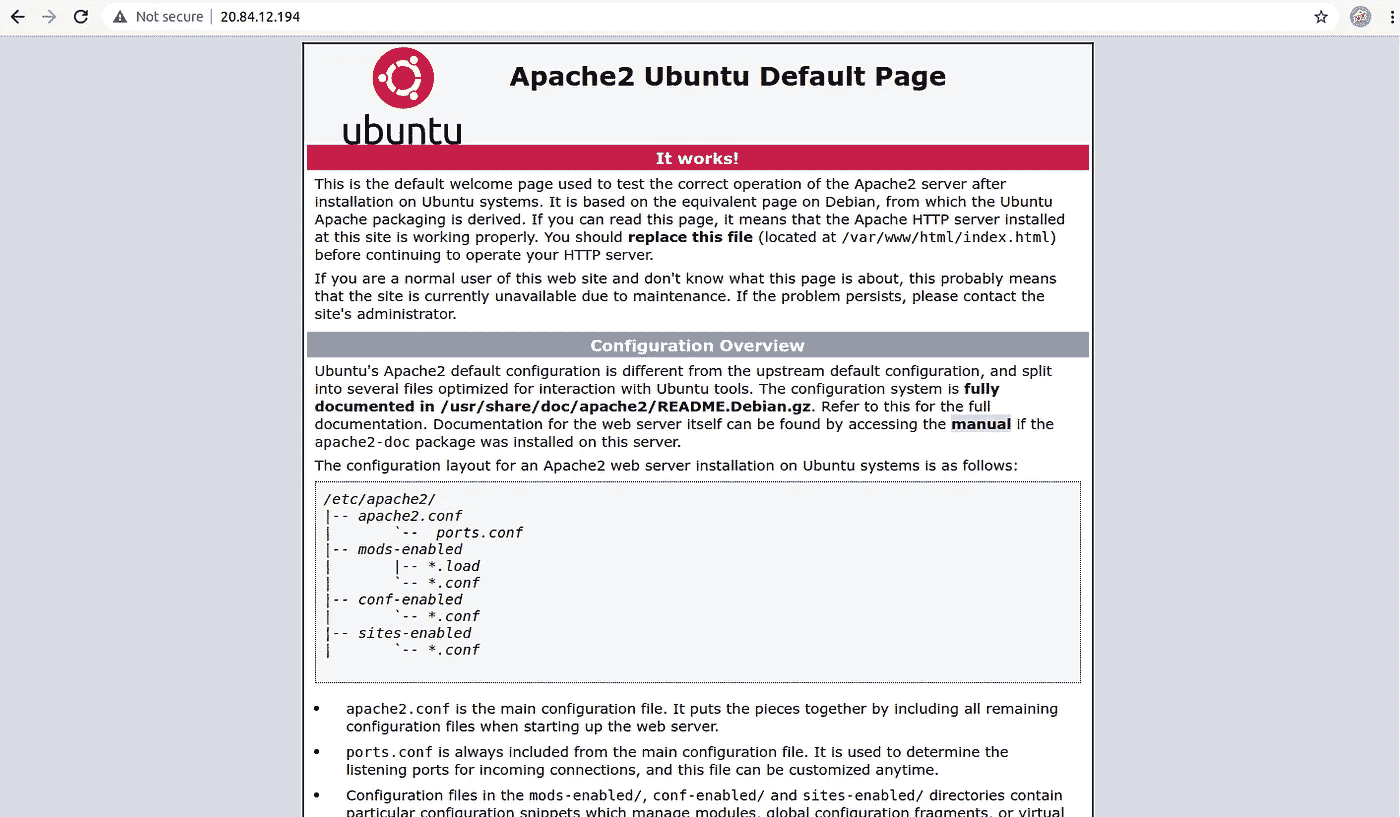 Not secure | 20.84.12.194
ubuntu
Apache2 Ubuntu Default Page
It works!
This is the default welcome page used to test the correct operation of the Apache2 server after
installation on Ubuntu systems. It is based on the equivalent page on Debian, from which the Ubuntu
Apache packaging is derived. If you can read this page, it means that the Apache HTTP server installed
at this site is working properly. You should replace this file (located at /var/www/html/index.html)
before continuing to operate your HTTP server.
If you are a normal user of this web site and don't know what this page is about, this probably means
that the site is currently unavailable due to maintenance. If the problem persists, please contact the
site's administrator.
Configuration Overview
Ubuntu's Apache2 default configuration is different from the upstream default configuration, and split
into several files optimized for interaction with Ubuntu tools. The configuration system is fully
documented in /usr/share/doc/apache2/README.Debian.gz. Refer to this for the full
documentation. Documentation for the web server itself can be found by accessing the manual if the
apache2-doc package was installed on this server.
The configuration layout for an Apache2 web server installation on Ubuntu systems is as follows:
/etc/apache2/
|-- apache2.conf
|       `--  ports.conf
|-- mods-enabled
|       |-- *.load
|       `-- *.conf
|-- conf-enabled
|       `-- *.conf
|-- sites-enabled
|       `-- *.conf
• apache2.conf is the main configuration file. It puts the pieces together by including all remaining
configuration files when starting up the web server.
• ports.conf is always included from the main configuration file. It is used to determine the
listening ports for incoming connections, and this file can be customized anytime.
• Configuration files in the mods-enabled/, conf-enabled/ and sites-enabled/ directories contain
particular configuration snippets which manage modules, global configuration fragments, or virtual